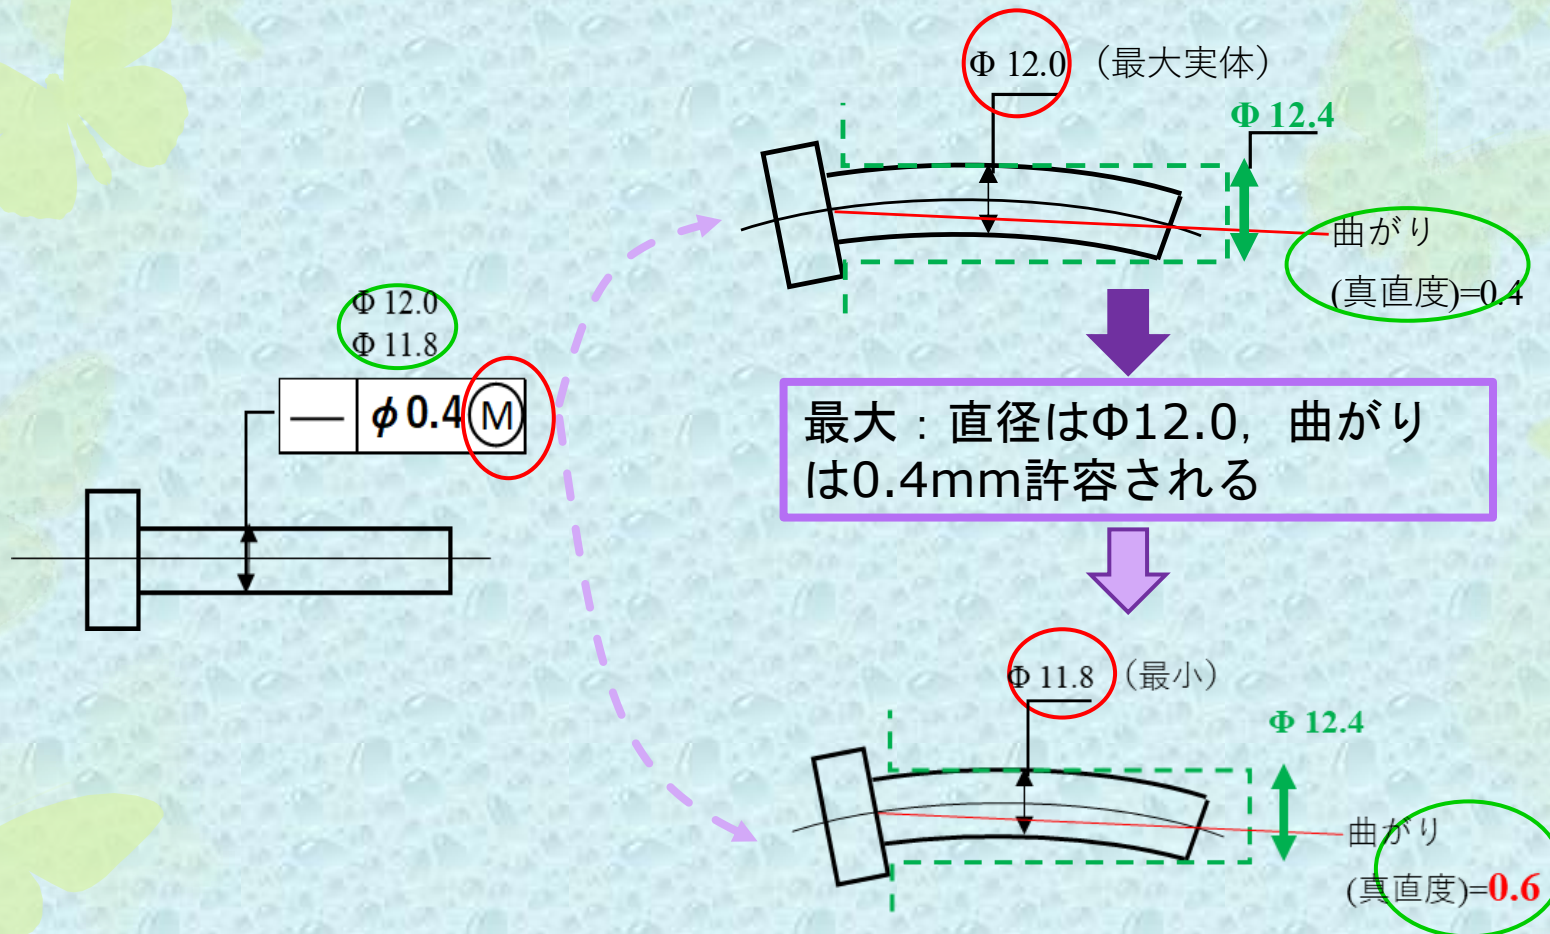 Φ 12.0
Φ 11.8
— ϕ 0.4 Ⓜ
Φ 12.0 （最大実体）
Φ 12.4
曲がり
(真直度)=0.4
最大：直径はΦ12.0, 曲がり
は0.4mm許容される
Φ 11.8 （最小）
Φ 12.4
曲がり
(真直度)=0.6